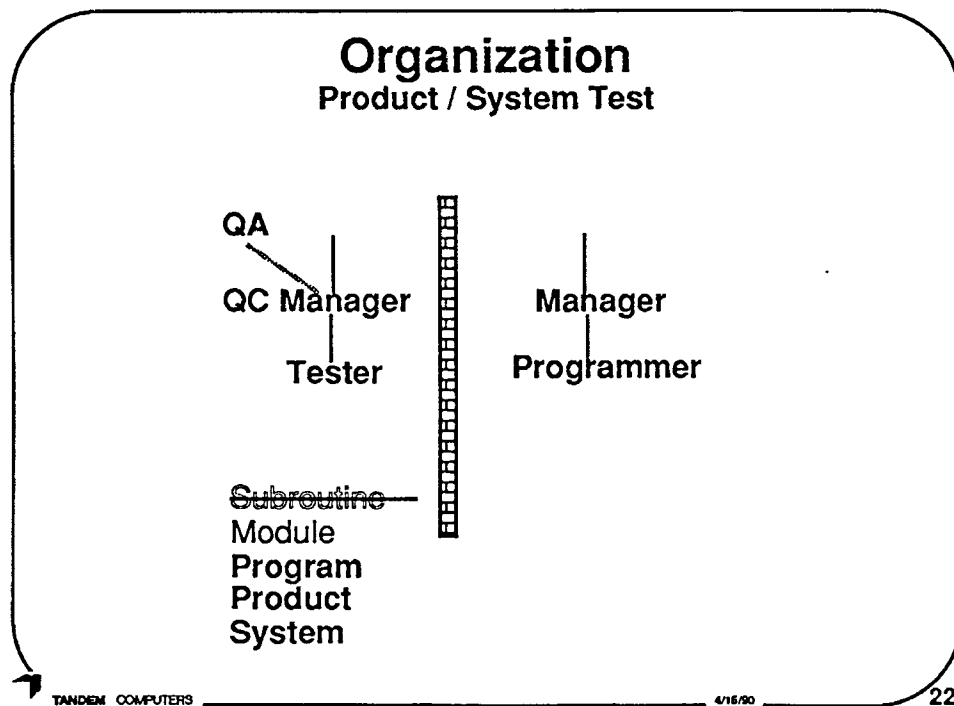 Organization
Product / System Test
QA
QC Manager
Manager
Tester
Programmer
Subroutine
Module
Program
Product
System
TANDEM COMPUTERS
4/16/90
22